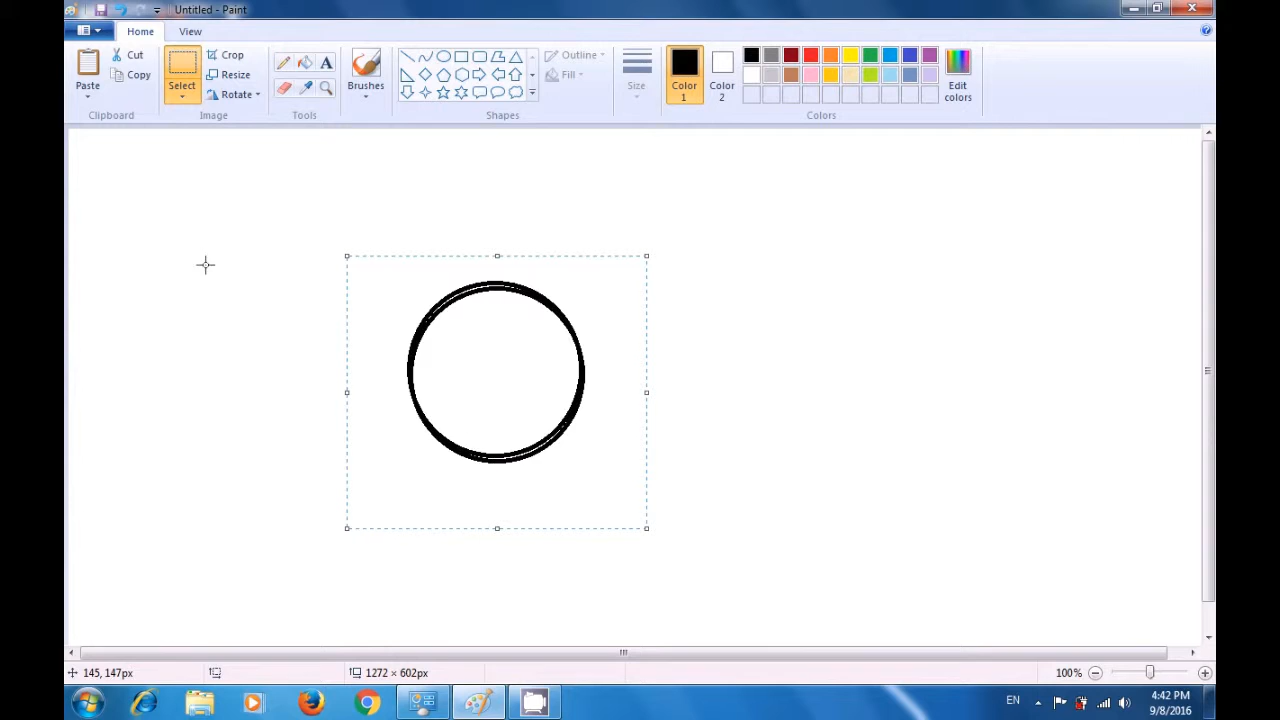 Untitled - Paint
Home View
Paste
Cut
Copy
Clipboard
Select
Crop
Resize
Rotate
Image
A
Tools
Brushes
Shapes
Outline
Fill
Size
Color
1
Color
2
Edit
colors
Colors
145, 147px
1272 × 602px
100%
EN
4:42 PM
9/8/2016